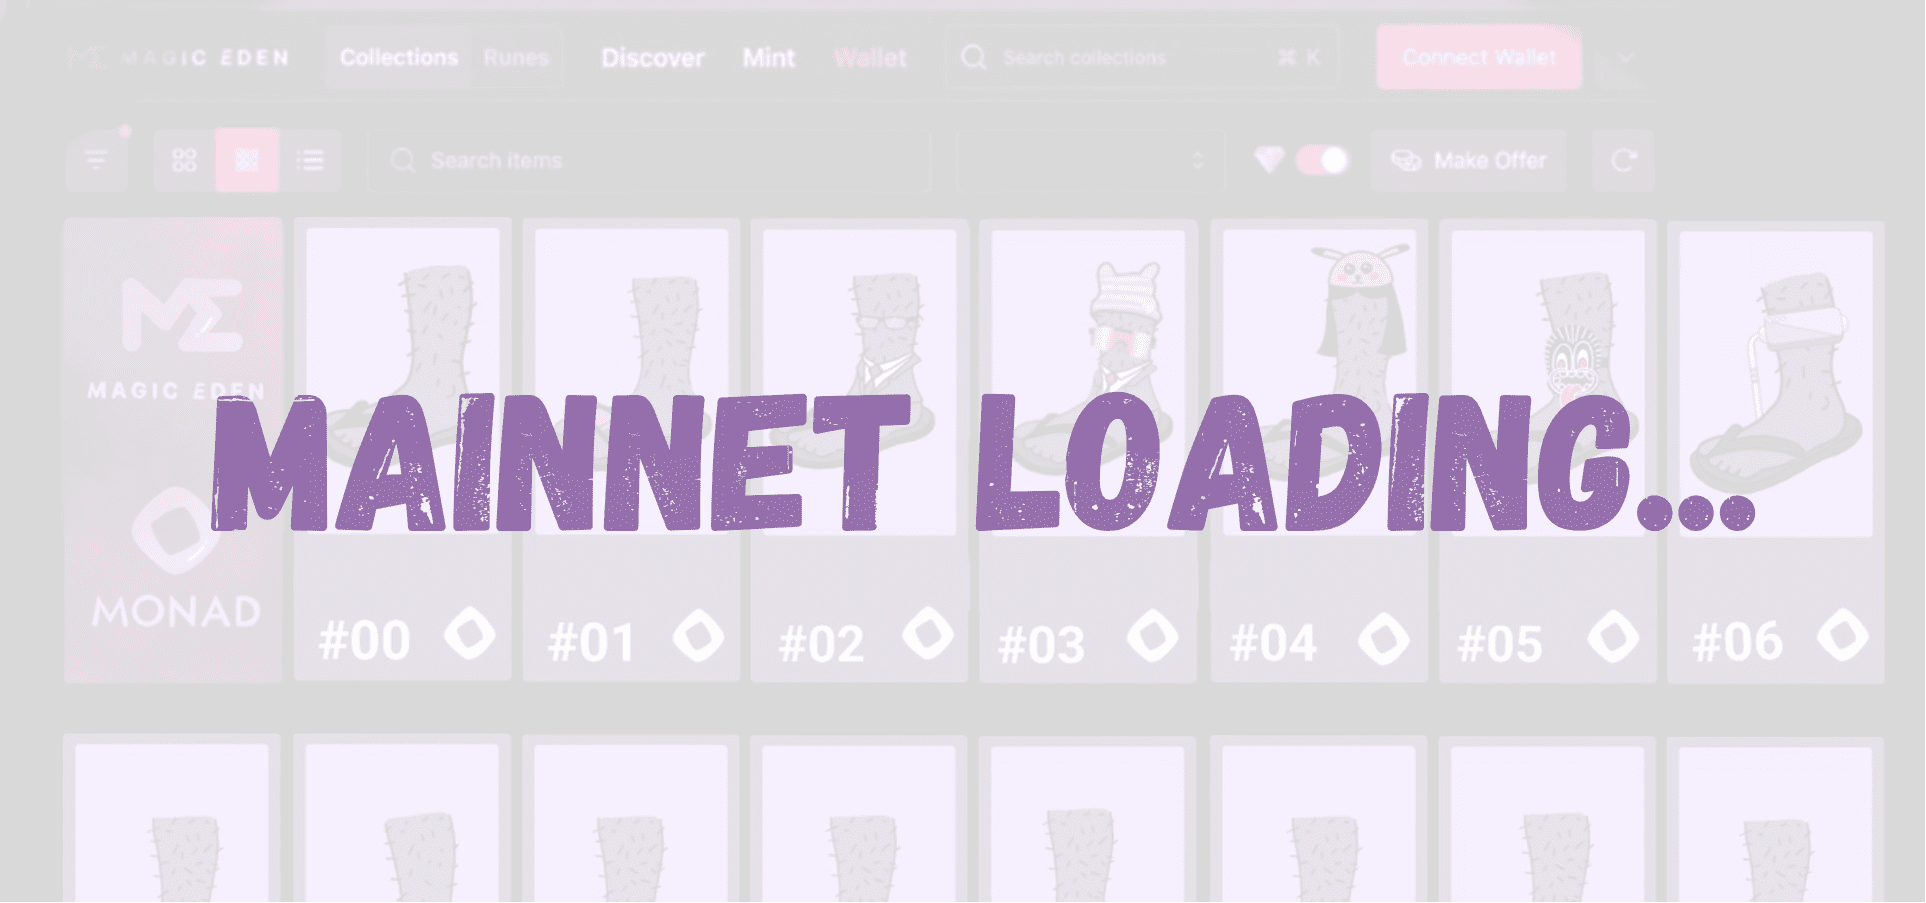 MAGIC EDEN Collections Runes Discover Mint Wallet Search collections ⌘ K Connect Wallet
Search items Make Offer
ME
MAGIC EDEN
MAINNET LOADING...
MONAD
#00 #01 #02 #03 #04 #05 #06